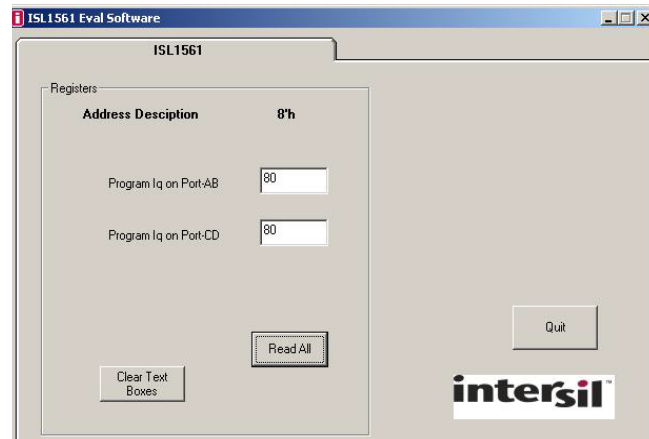 ISL1561 Eval Software
ISL1561
Registers
Address Desciption 8'h
Program Iq on Port-AB 80
Program Iq on Port-CD 80
Read All
Quit
Clear Text
Boxes
intersil™